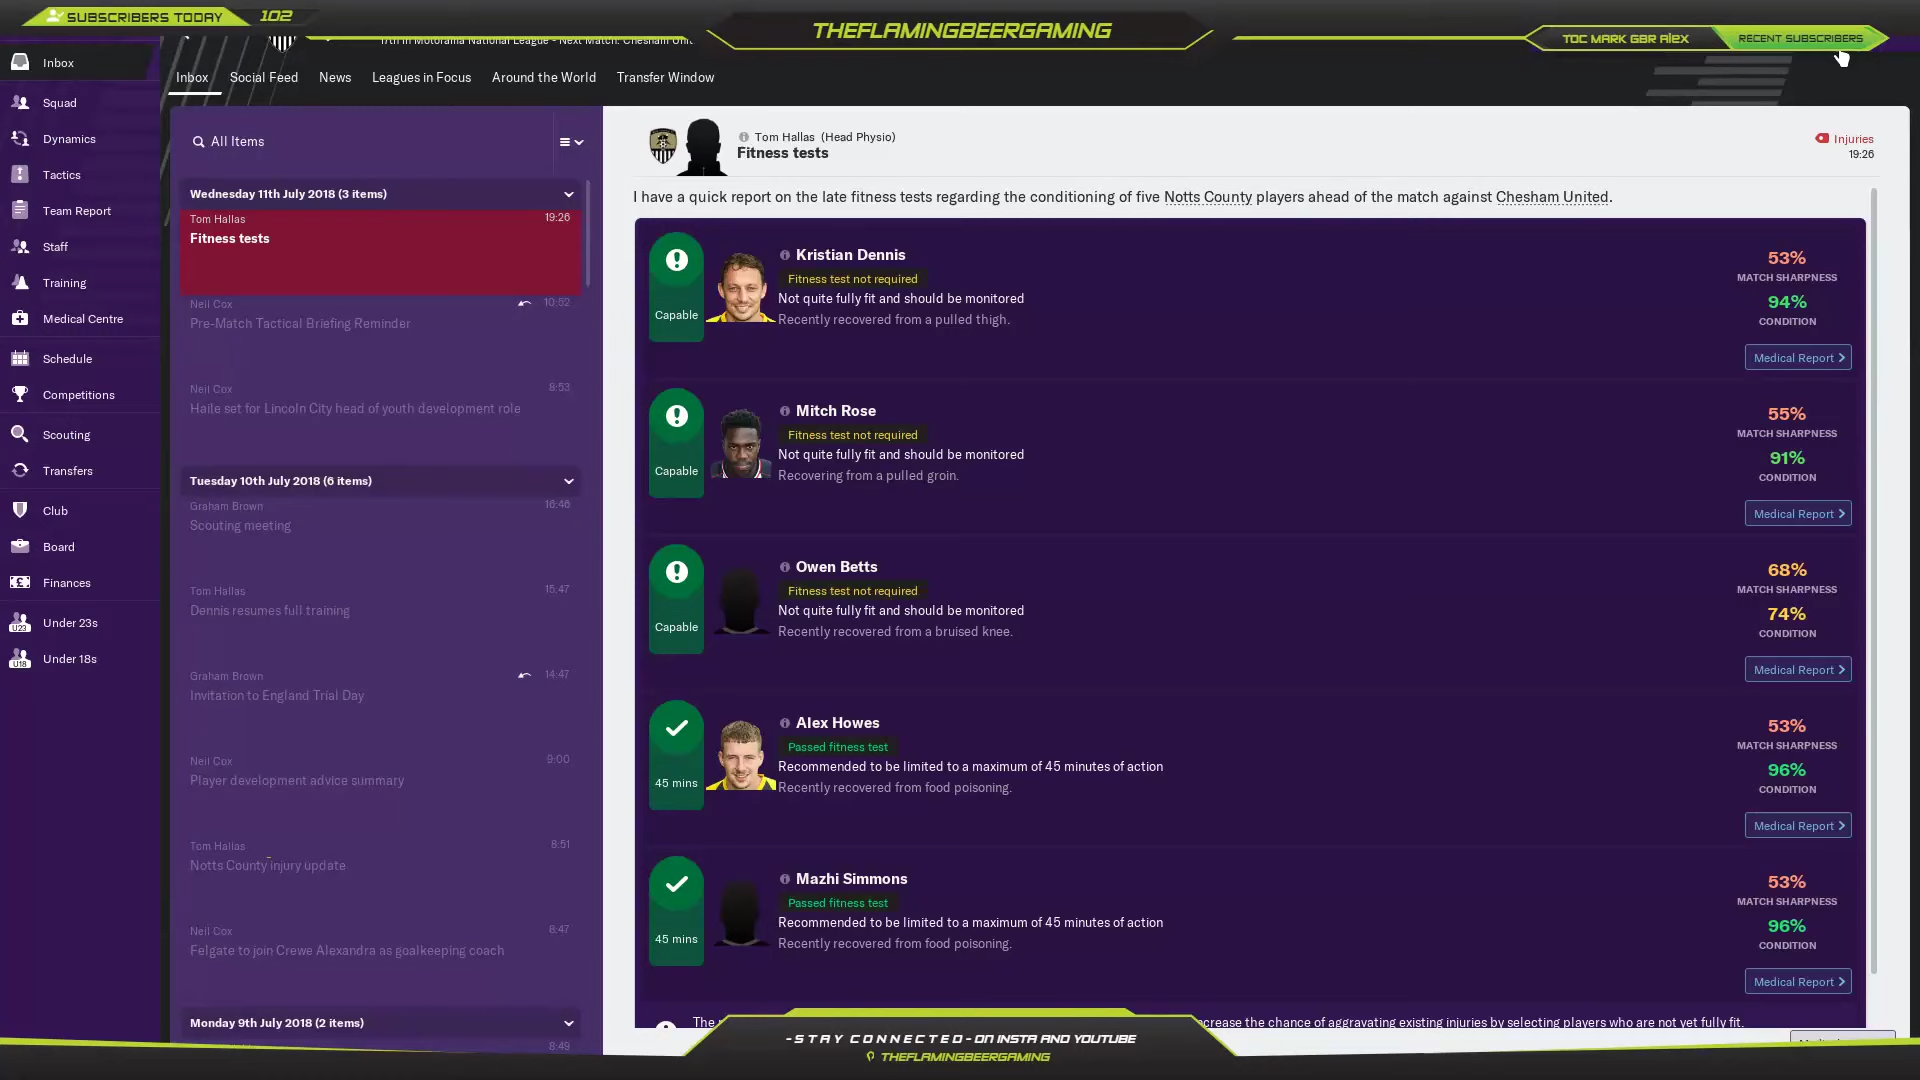 SUBSCRIBERS TODAY 102
THEFLAMINGBEERGAMING
TDC MARK GBR Alex
RECENT SUBSCRIBERS
17th in Motorama National League - Next Match: Chesham Unit
Inbox
Squad
Dynamics
Tactics
Team Report
Staff
Training
Medical Centre
Schedule
Competitions
Scouting
Transfers
Club
Board
Finances
U23 Under 23s
U18 Under 18s
Inbox Social Feed News Leagues in Focus Around the World Transfer Window
All Items
Wednesday 11th July 2018 (3 items)
Tom Hallas 19:26
Fitness tests
Neil Cox 10:52
Pre-Match Tactical Briefing Reminder
Neil Cox 8:53
Haile set for Lincoln City head of youth development role
Tuesday 10th July 2018 (6 items)
Graham Brown 16:46
Scouting meeting
Tom Hallas 15:47
Dennis resumes full training
Graham Brown 14:47
Invitation to England Trial Day
Neil Cox 9:00
Player development advice summary
Tom Hallas 8:51
Notts County injury update
Neil Cox 8:47
Felgate to join Crewe Alexandra as goalkeeping coach
Monday 9th July 2018 (2 items)
8:49
Tom Hallas (Head Physio)
Fitness tests
Injuries
19:26
I have a quick report on the late fitness tests regarding the conditioning of five Notts County players ahead of the match against Chesham United.
Capable
Kristian Dennis
Fitness test not required
Not quite fully fit and should be monitored
Recently recovered from a pulled thigh.
53%
MATCH SHARPNESS
94%
CONDITION
Medical Report
Capable
Mitch Rose
Fitness test not required
Not quite fully fit and should be monitored
Recovering from a pulled groin.
55%
MATCH SHARPNESS
91%
CONDITION
Medical Report
Capable
Owen Betts
Fitness test not required
Not quite fully fit and should be monitored
Recently recovered from a bruised knee.
68%
MATCH SHARPNESS
74%
CONDITION
Medical Report
45 mins
Alex Howes
Passed fitness test
Recommended to be limited to a maximum of 45 minutes of action
Recently recovered from food poisoning.
53%
MATCH SHARPNESS
96%
CONDITION
Medical Report
45 mins
Mazhi Simmons
Passed fitness test
Recommended to be limited to a maximum of 45 minutes of action
Recently recovered from food poisoning.
53%
MATCH SHARPNESS
96%
CONDITION
Medical Report
The crease the chance of aggravating existing injuries by selecting players who are not yet fully fit.
-STAY CONNECTED- ON INSTA AND YOUTUBE
THEFLAMINGBEERGAMING